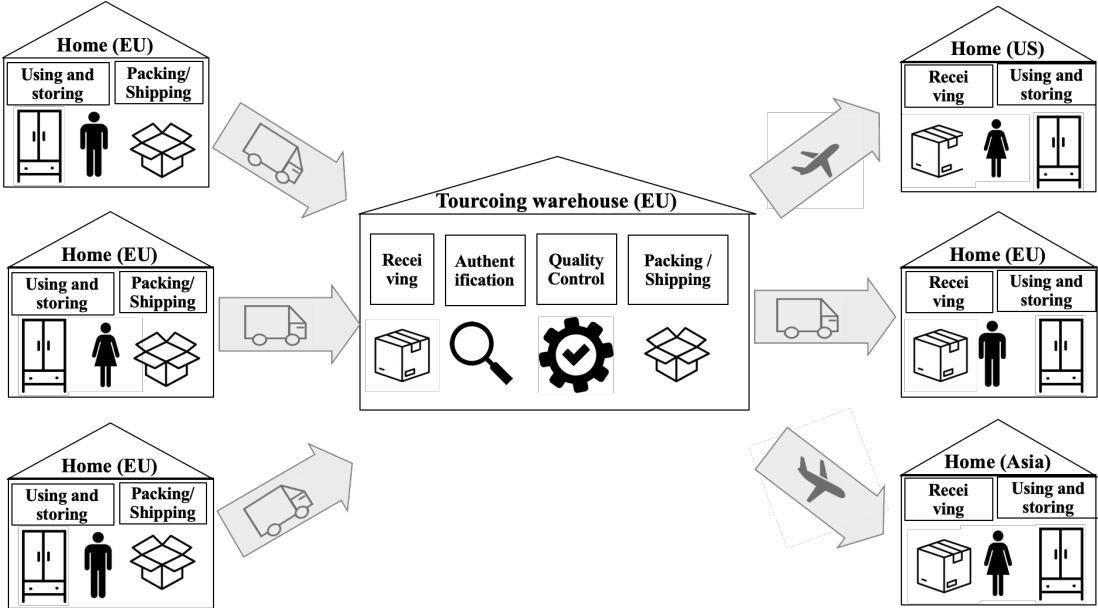 Home (EU)
Using and
storing
Packing/
Shipping
Home (EU)
Using and
storing
Packing/
Shipping
Home (EU)
Using and
storing
Packing/
Shipping
Tourcoing warehouse (EU)
Recei
ving
Authent
ification
Quality
Control
Packing /
Shipping
Home (US)
Recei
ving
Using and
storing
Home (EU)
Recei
ving
Using and
storing
Home (Asia)
Recei
ving
Using and
storing